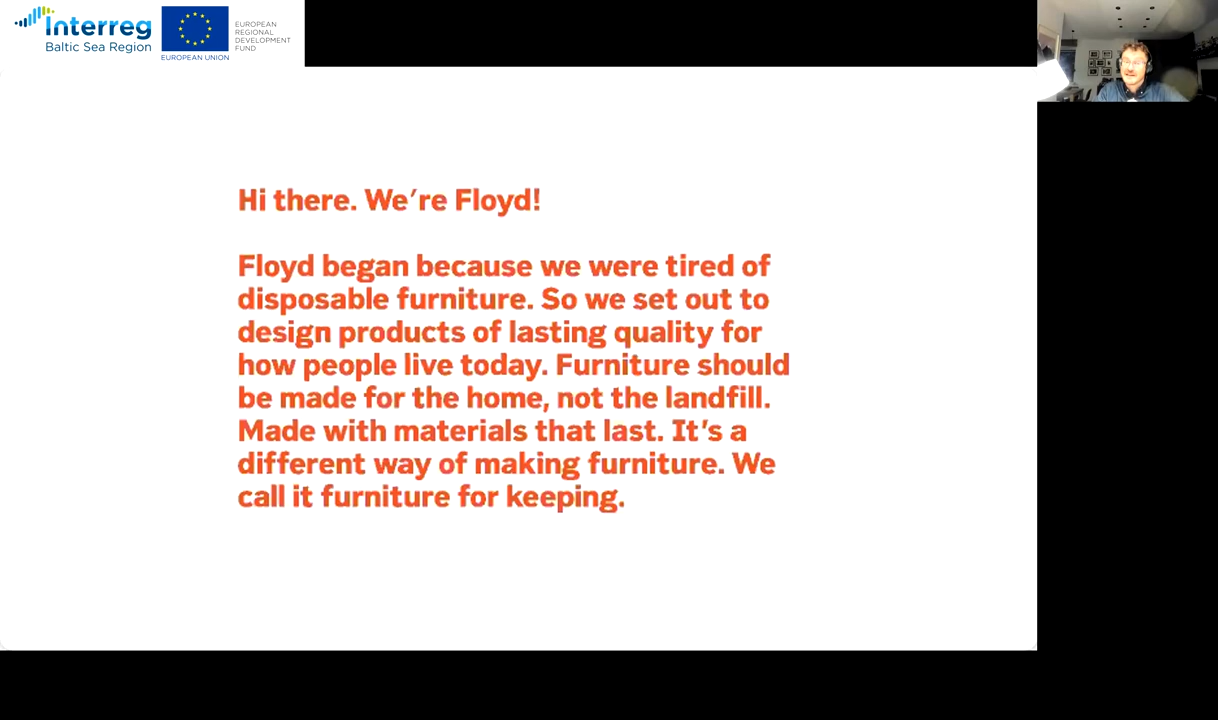 Interreg
Baltic Sea Region
EUROPEAN UNION
EUROPEAN
REGIONAL
DEVELOPMENT
FUND
Hi there. We′re Floyd!
Floyd began because we were tired of
disposable furniture. So we set out to
design products of lasting quality for
how people live today. Furniture should
be made for the home, not the landfill.
Made with materials that last. It’s a
different way of making furniture. We
call it furniture for keeping.